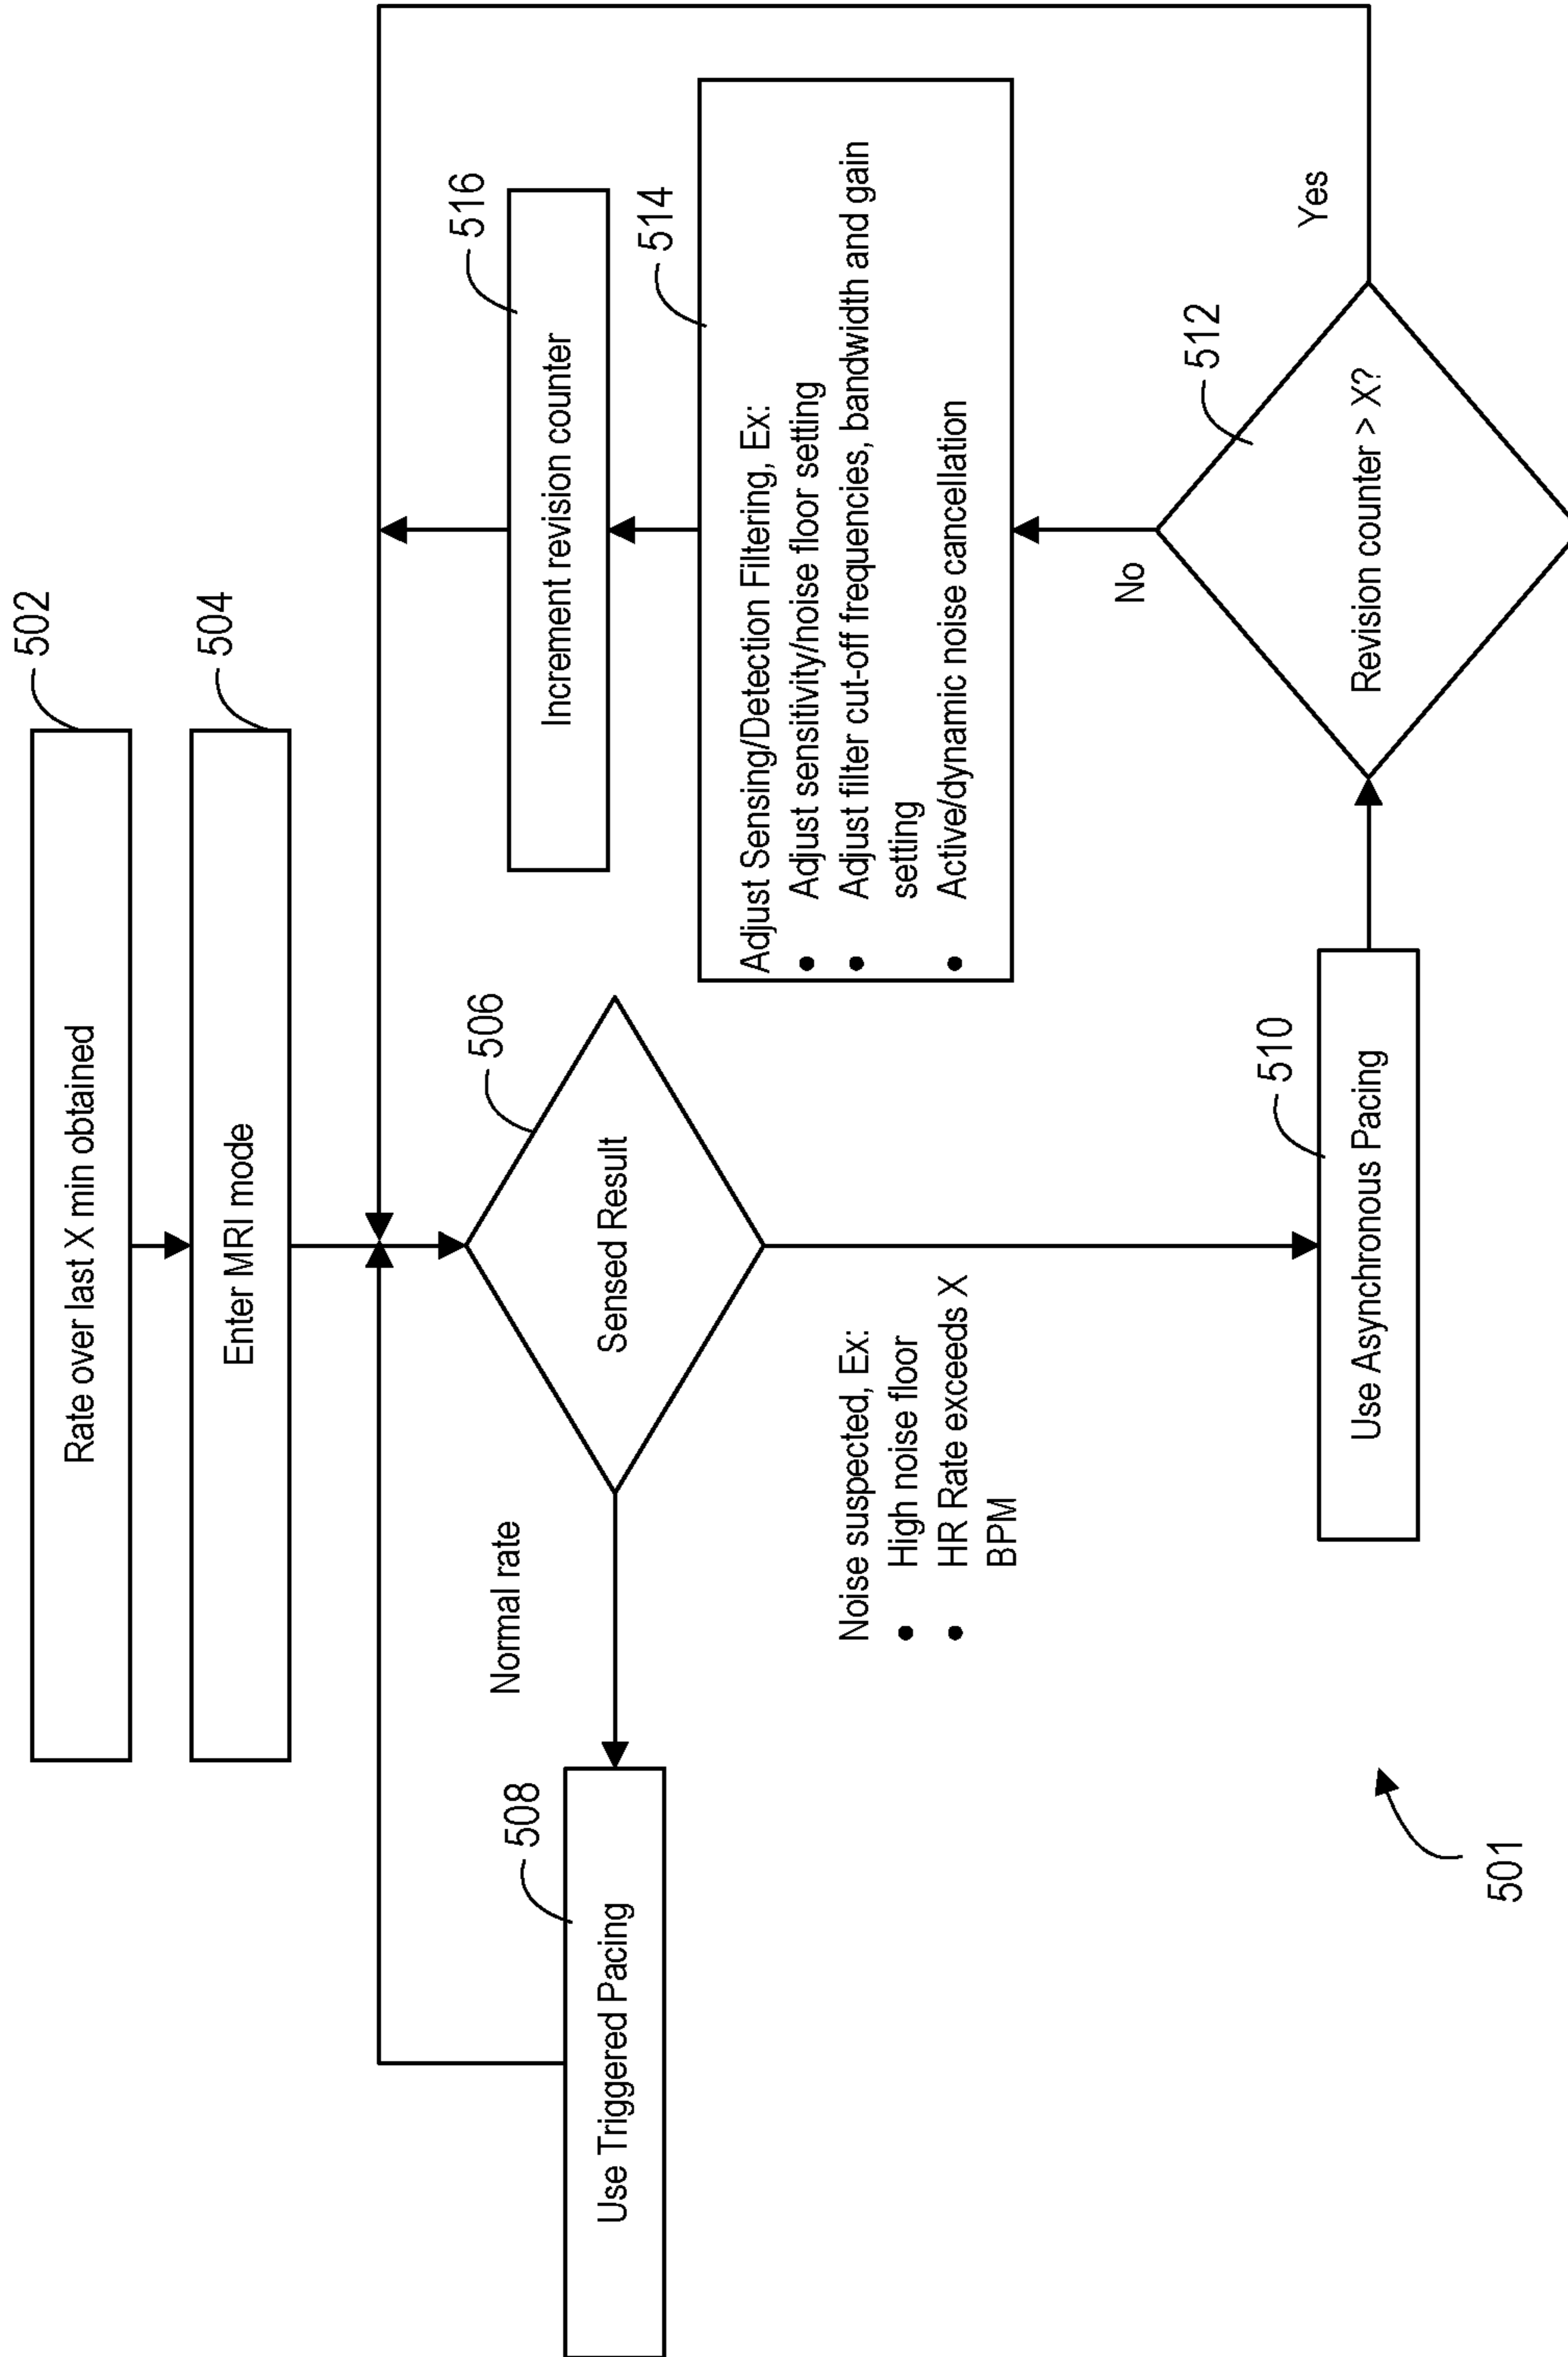 Rate over last X min obtained
502
Enter MRI mode
504
Sensed Result
506
Normal rate
Use Triggered Pacing
508
Noise suspected, Ex:
• High noise floor
• HR Rate exceeds X
BPM
Use Asynchronous Pacing
510
Revision counter > X?
512
Yes
No
Adjust Sensing/Detection Filtering, Ex:
• Adjust sensitivity/noise floor setting
• Adjust filter cut-off frequencies, bandwidth and gain
setting
• Active/dynamic noise cancellation
514
Increment revision counter
516
501